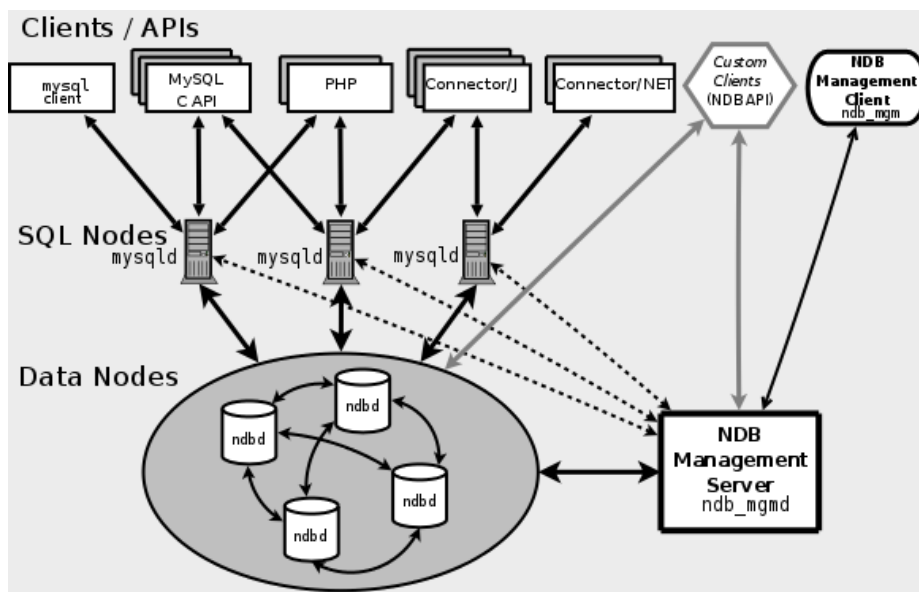 Clients / APIs
mysql
client
MySQL
C API
PHP
Connector/J
Connector/NET
Custom
Clients
(NDBAPI)
NDB
Management
Client
ndb_mgm
SQL Nodes
mysqld
mysqld
mysqld
Data Nodes
ndbd
ndbd
ndbd
ndbd
NDB
Management
Server
ndb_mgmd